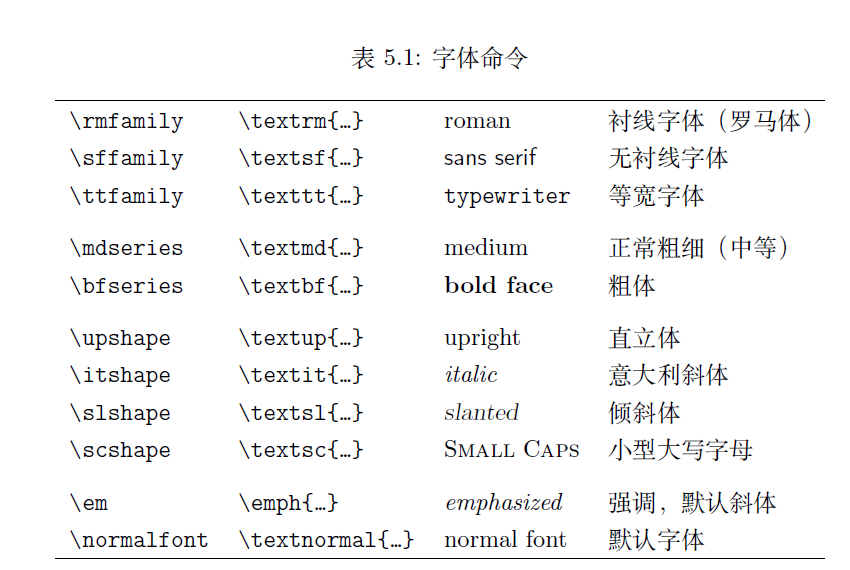 表 5.1: 字体命令
\rmfamily \textrm{…} roman 衬线字体（罗马体）
\sffamily \textsf{…} sans serif 无衬线字体
\ttfamily \texttt{…} typewriter 等宽字体
\mdseries \textmd{…} medium 正常粗细（中等）
\bfseries \textbf{…} bold face 粗体
\upshape \textup{…} upright 直立体
\itshape \textit{…} italic 意大利斜体
\slshape \textsl{…} slanted 倾斜体
\scshape \textsc{…} Small Caps 小型大写字母
\em \emph{…} emphasized 强调，默认斜体
\normalfont \textnormal{…} normal font 默认字体